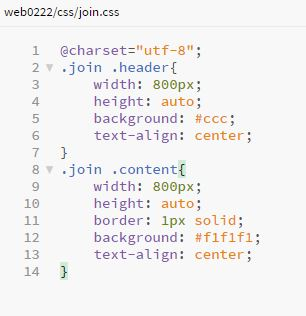 web0222/css/join.css
1 @charset="utf-8";
2 .join .header{
3 width: 800px;
4 height: auto;
5 background: #ccc;
6 text-align: center;
7 }
8 .join .content{
9 width: 800px;
10 height: auto;
11 border: 1px solid;
12 background: #f1f1f1;
13 text-align: center;
14 }